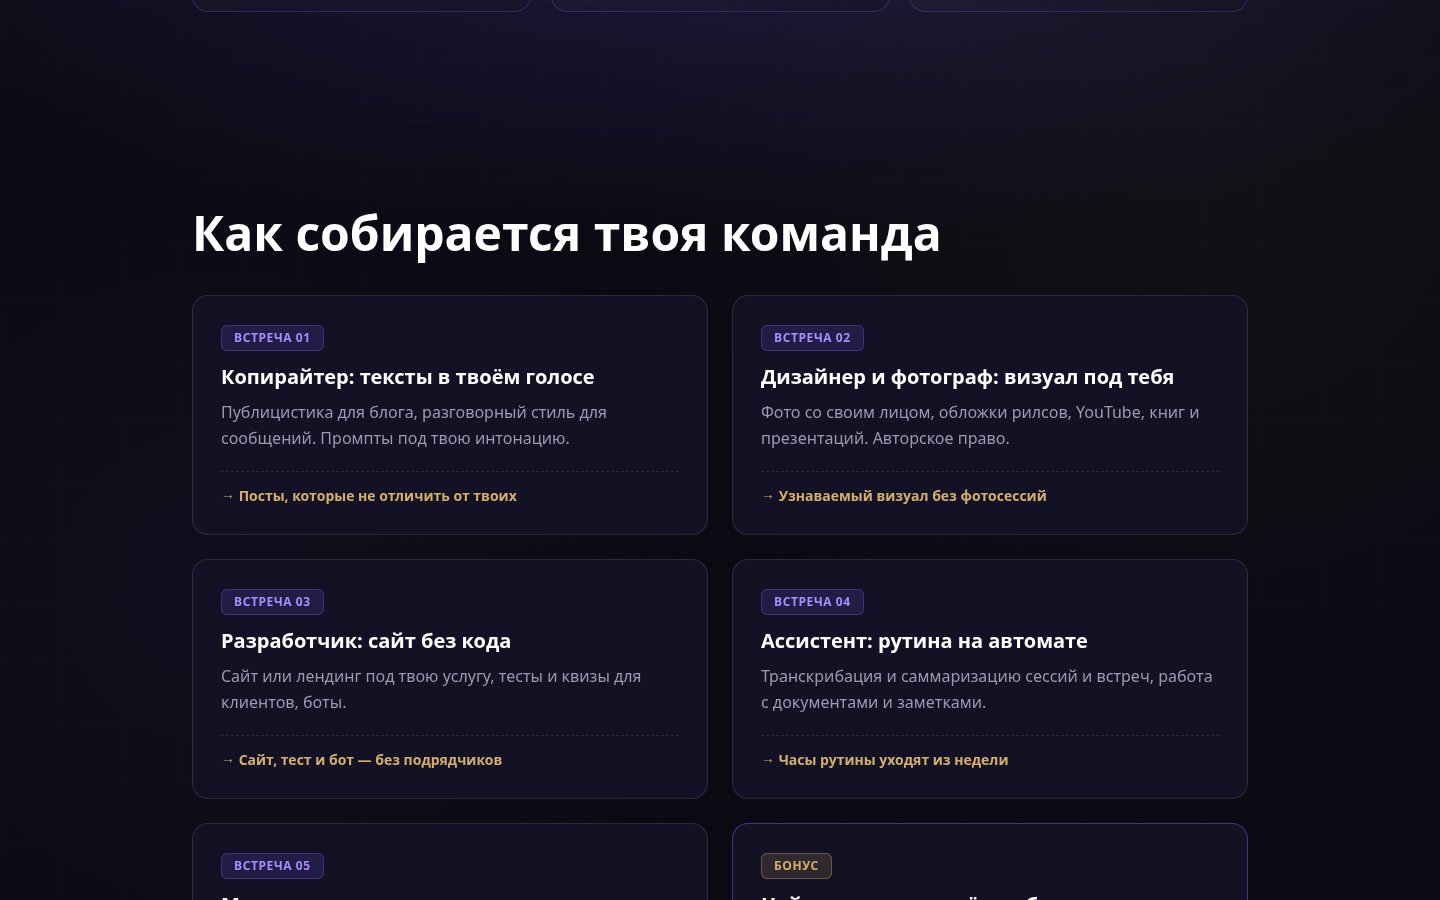 Как собирается твоя команда
ВСТРЕЧА 01
Копирайтер: тексты в твоём голосе
Публицистика для блога, разговорный стиль для
сообщений. Промпты под твою интонацию.
→ Посты, которые не отличить от твоих
ВСТРЕЧА 02
Дизайнер и фотограф: визуал под тебя
Фото со своим лицом, обложки рилсов, YouTube, книг и
презентаций. Авторское право.
→ Узнаваемый визуал без фотосессий
ВСТРЕЧА 03
Разработчик: сайт без кода
Сайт или лендинг под твою услугу, тесты и квизы для
клиентов, боты.
→ Сайт, тест и бот — без подрядчиков
ВСТРЕЧА 04
Ассистент: рутина на автомате
Транскрибация и саммаризацию сессий и встреч, работа
с документами и заметками.
→ Часы рутины уходят из недели
ВСТРЕЧА 05
БОНУС